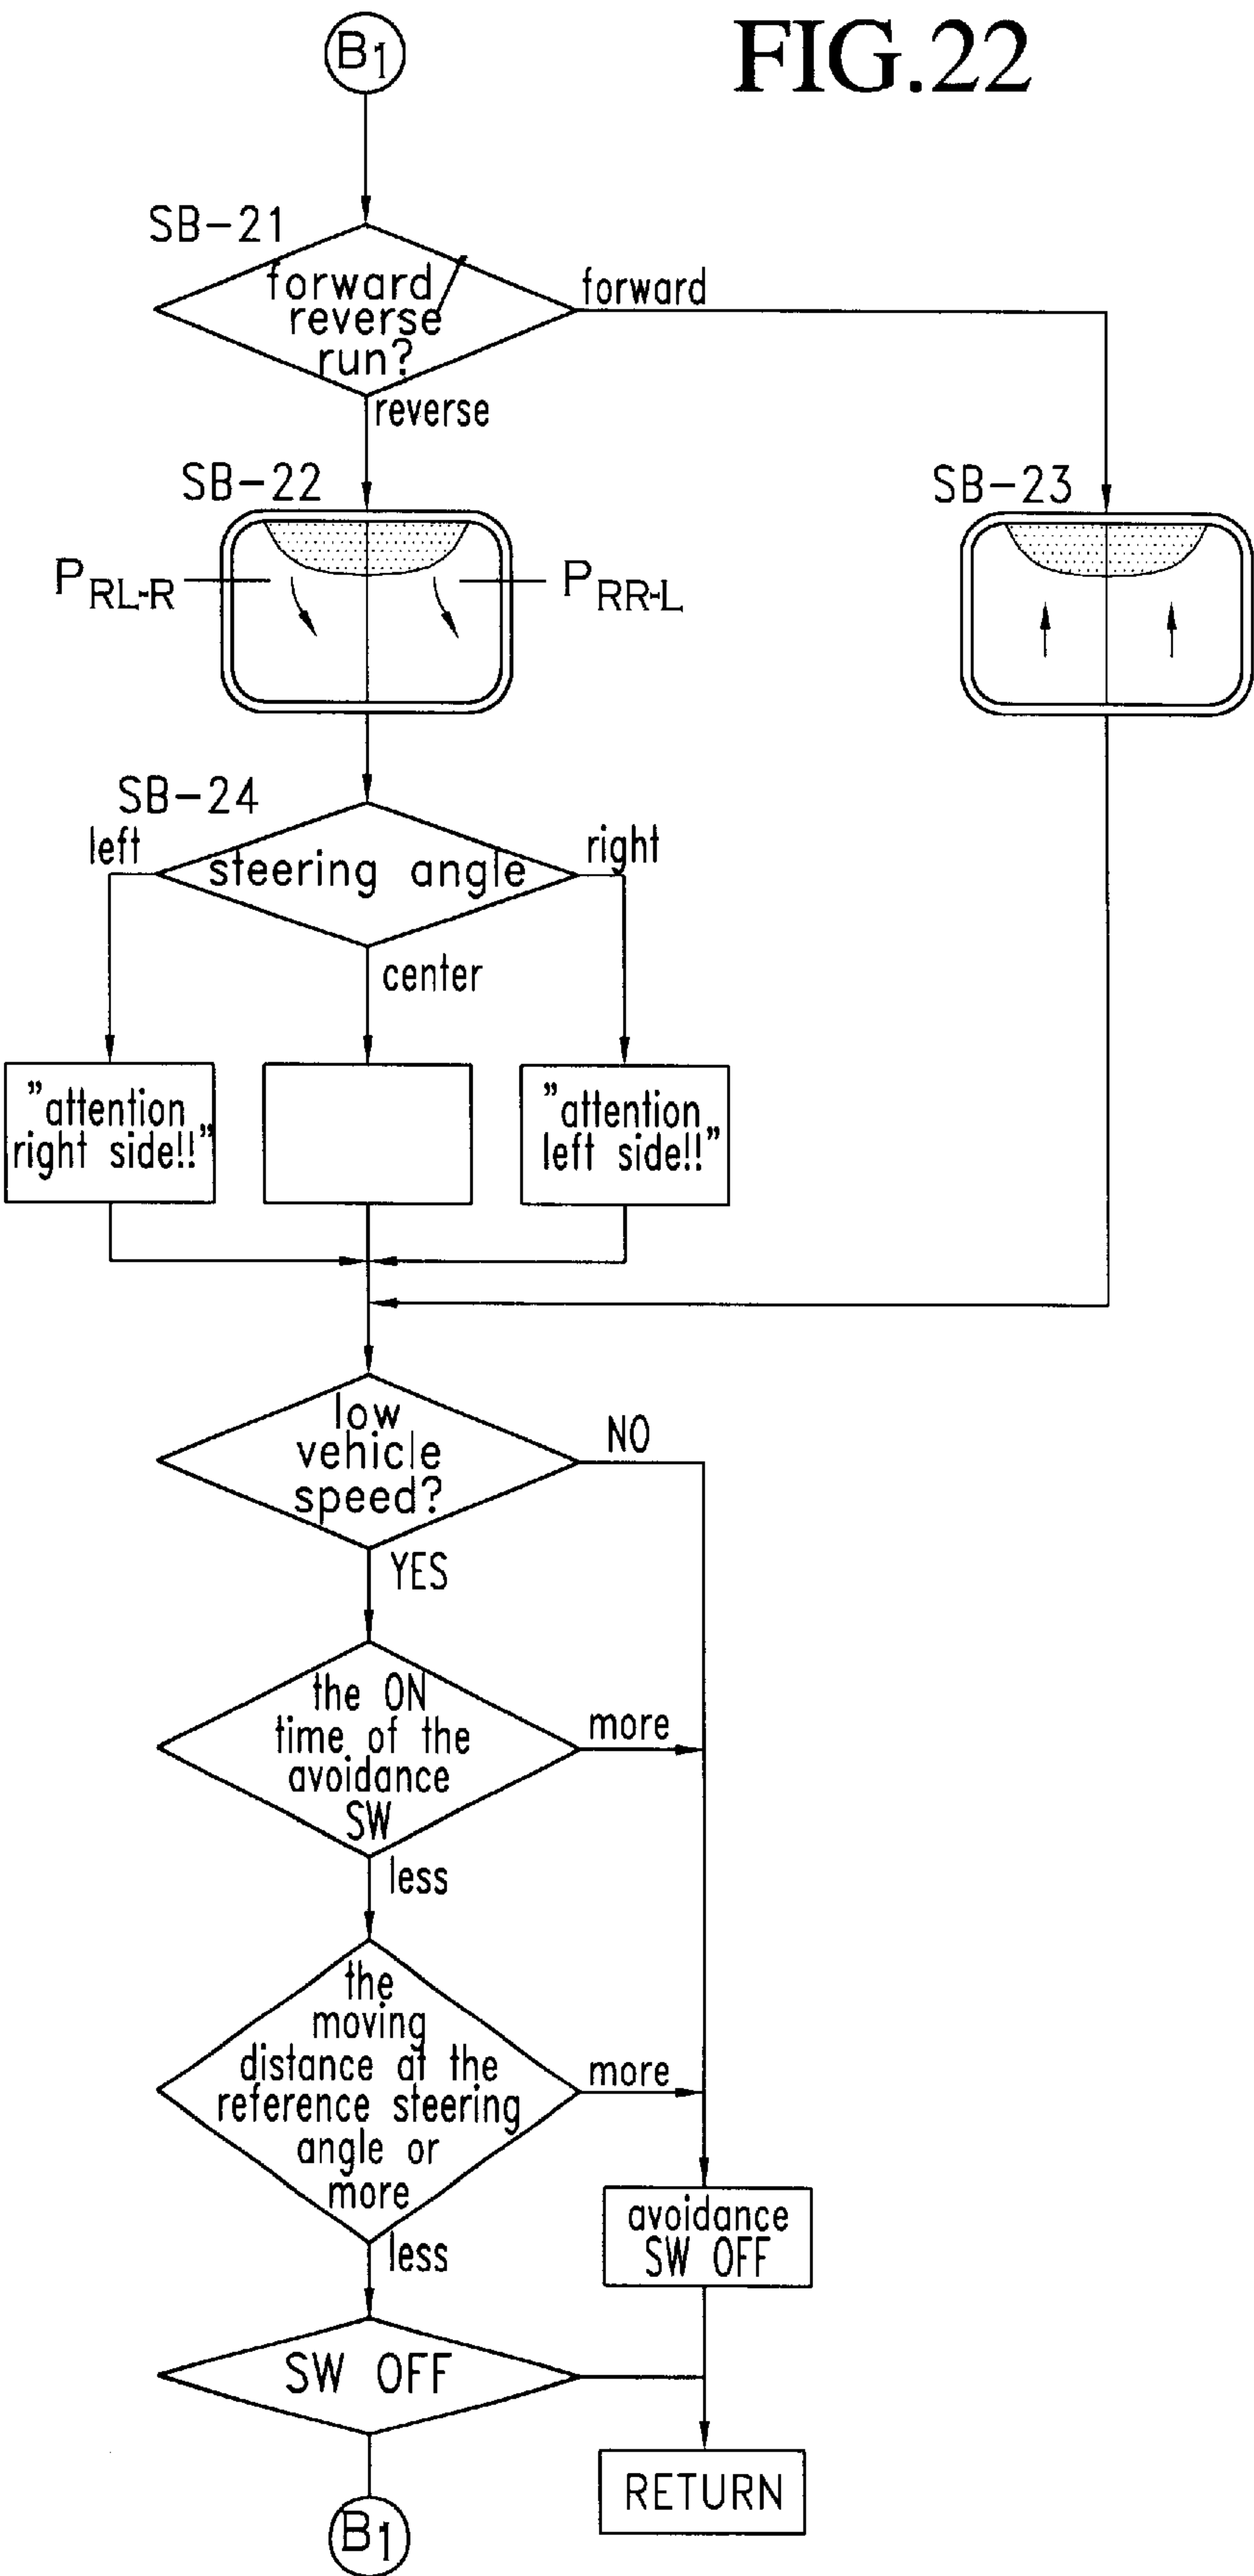 B1
FIG.22
SB-21
forward/
reverse
run?
forward
reverse
SB-22
SB-23
PRL-R
PRR-L
SB-24
left
steering angle
right
center
"attention
right side!!"
"attention
left side!!"
low
vehicle
speed?
NO
YES
the ON
time of the
avoidance
SW
more
less
the
moving
distance at the
reference steering
angle or
more
more
less
avoidance
SW OFF
SW OFF
RETURN
B1